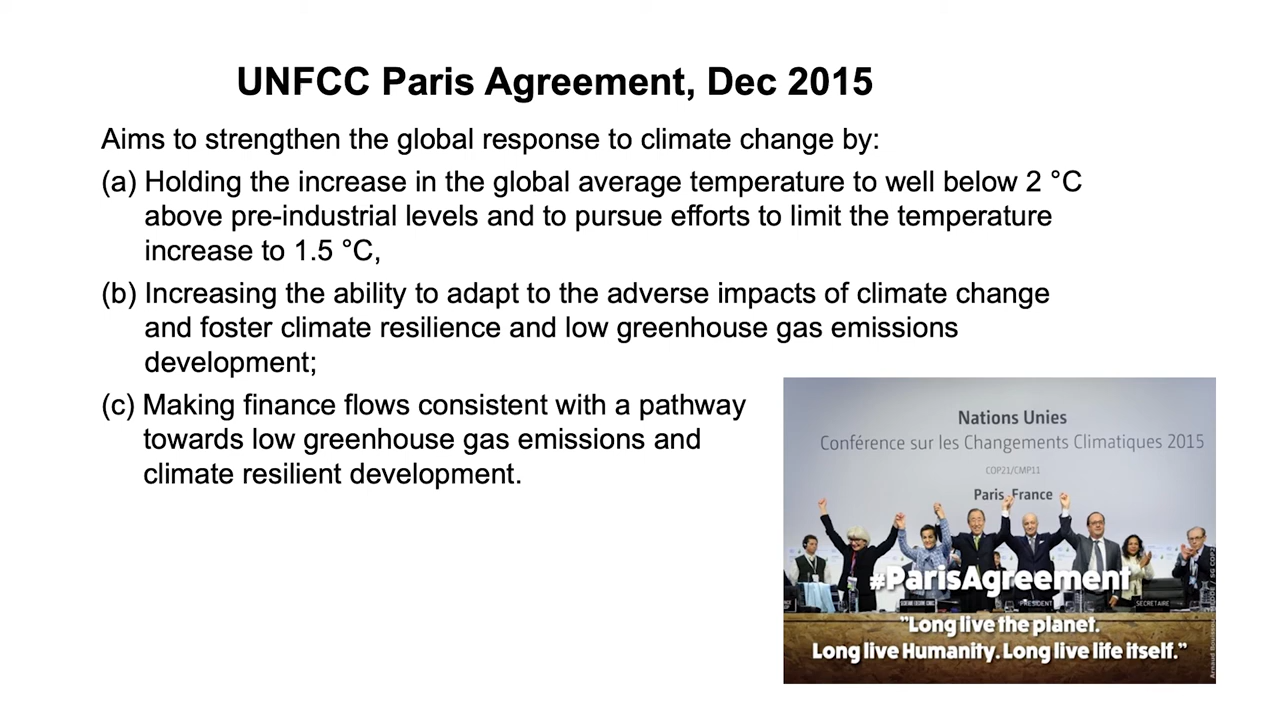 UNFCC Paris Agreement, Dec 2015
Aims to strengthen the global response to climate change by:
(a) Holding the increase in the global average temperature to well below 2 °C
above pre-industrial levels and to pursue efforts to limit the temperature
increase to 1.5 °C,
(b) Increasing the ability to adapt to the adverse impacts of climate change
and foster climate resilience and low greenhouse gas emissions
development;
(c) Making finance flows consistent with a pathway
towards low greenhouse gas emissions and
climate resilient development.
Nations Unies
Conférence sur les Changements Climatiques 2015
COP21/CMP11
Paris, France
#ParisAgreement
PRÉSIDENT
SECRETAIRE
"Long live the planet.
Long live Humanity. Long live life itself."